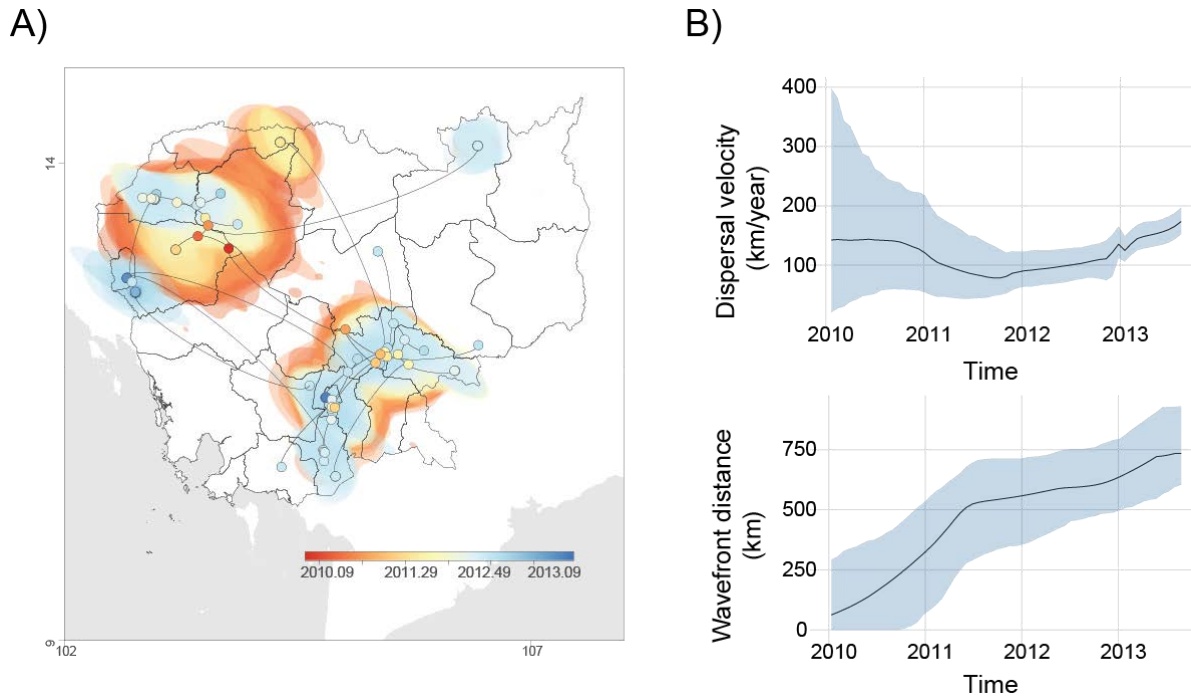 A)
14
9
102
107
2010.09 2011.29 2012.49 2013.09
B)
Dispersal velocity
(km/year)
400
300
200
100
2010 2011 2012 2013
Time
Wavefront distance
(km)
750
500
250
0
2010 2011 2012 2013
Time